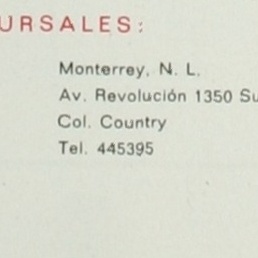 URSALES:
Monterrey, N. L.
Av. Revolución 1350 Su
Col. Country
Tel. 445395